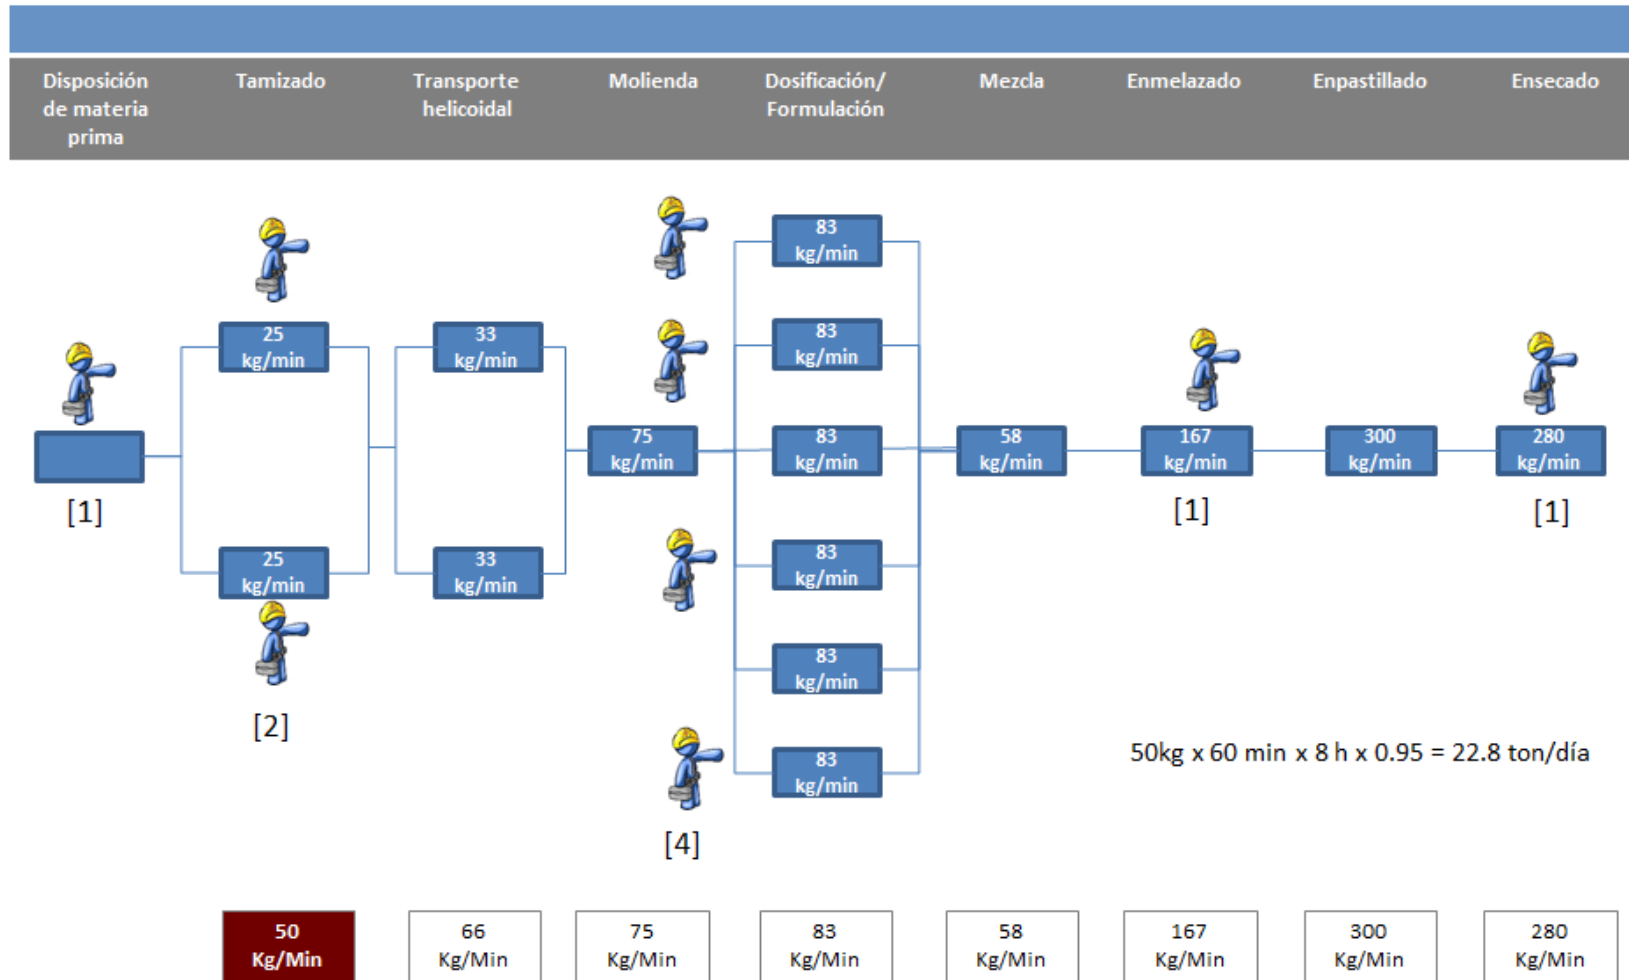 Disposición
de materia
prima
Tamizado
Transporte
helicoidal
Molienda
Dosificación/
Formulación
Mezcla
Enmelazado
Enpastillado
Ensecado
83
kg/min
25
kg/min
33
kg/min
83
kg/min
75
kg/min
83
kg/min
58
kg/min
167
kg/min
300
kg/min
280
kg/min
[1]
[1]
[1]
25
kg/min
33
kg/min
83
kg/min
83
kg/min
[2]
83
kg/min
50kg x 60 min x 8 h x 0.95 = 22.8 ton/día
[4]
50
Kg/Min
66
Kg/Min
75
Kg/Min
83
Kg/Min
58
Kg/Min
167
Kg/Min
300
Kg/Min
280
Kg/Min